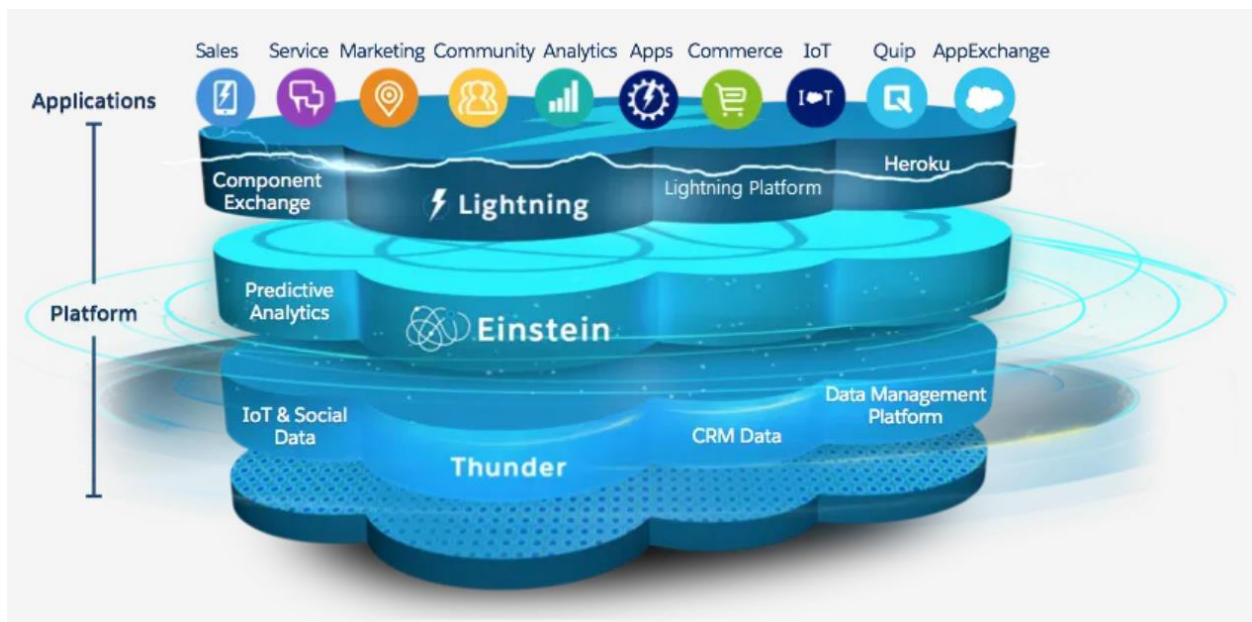 Sales
Service
Marketing
Community
Analytics
Apps
Commerce
IoT
Quip
AppExchange
Applications
IoT
Component
Exchange
Lightning
Lightning Platform
Heroku
Platform
Predictive
Analytics
Einstein
IoT & Social
Data
Thunder
CRM Data
Data Management
Platform